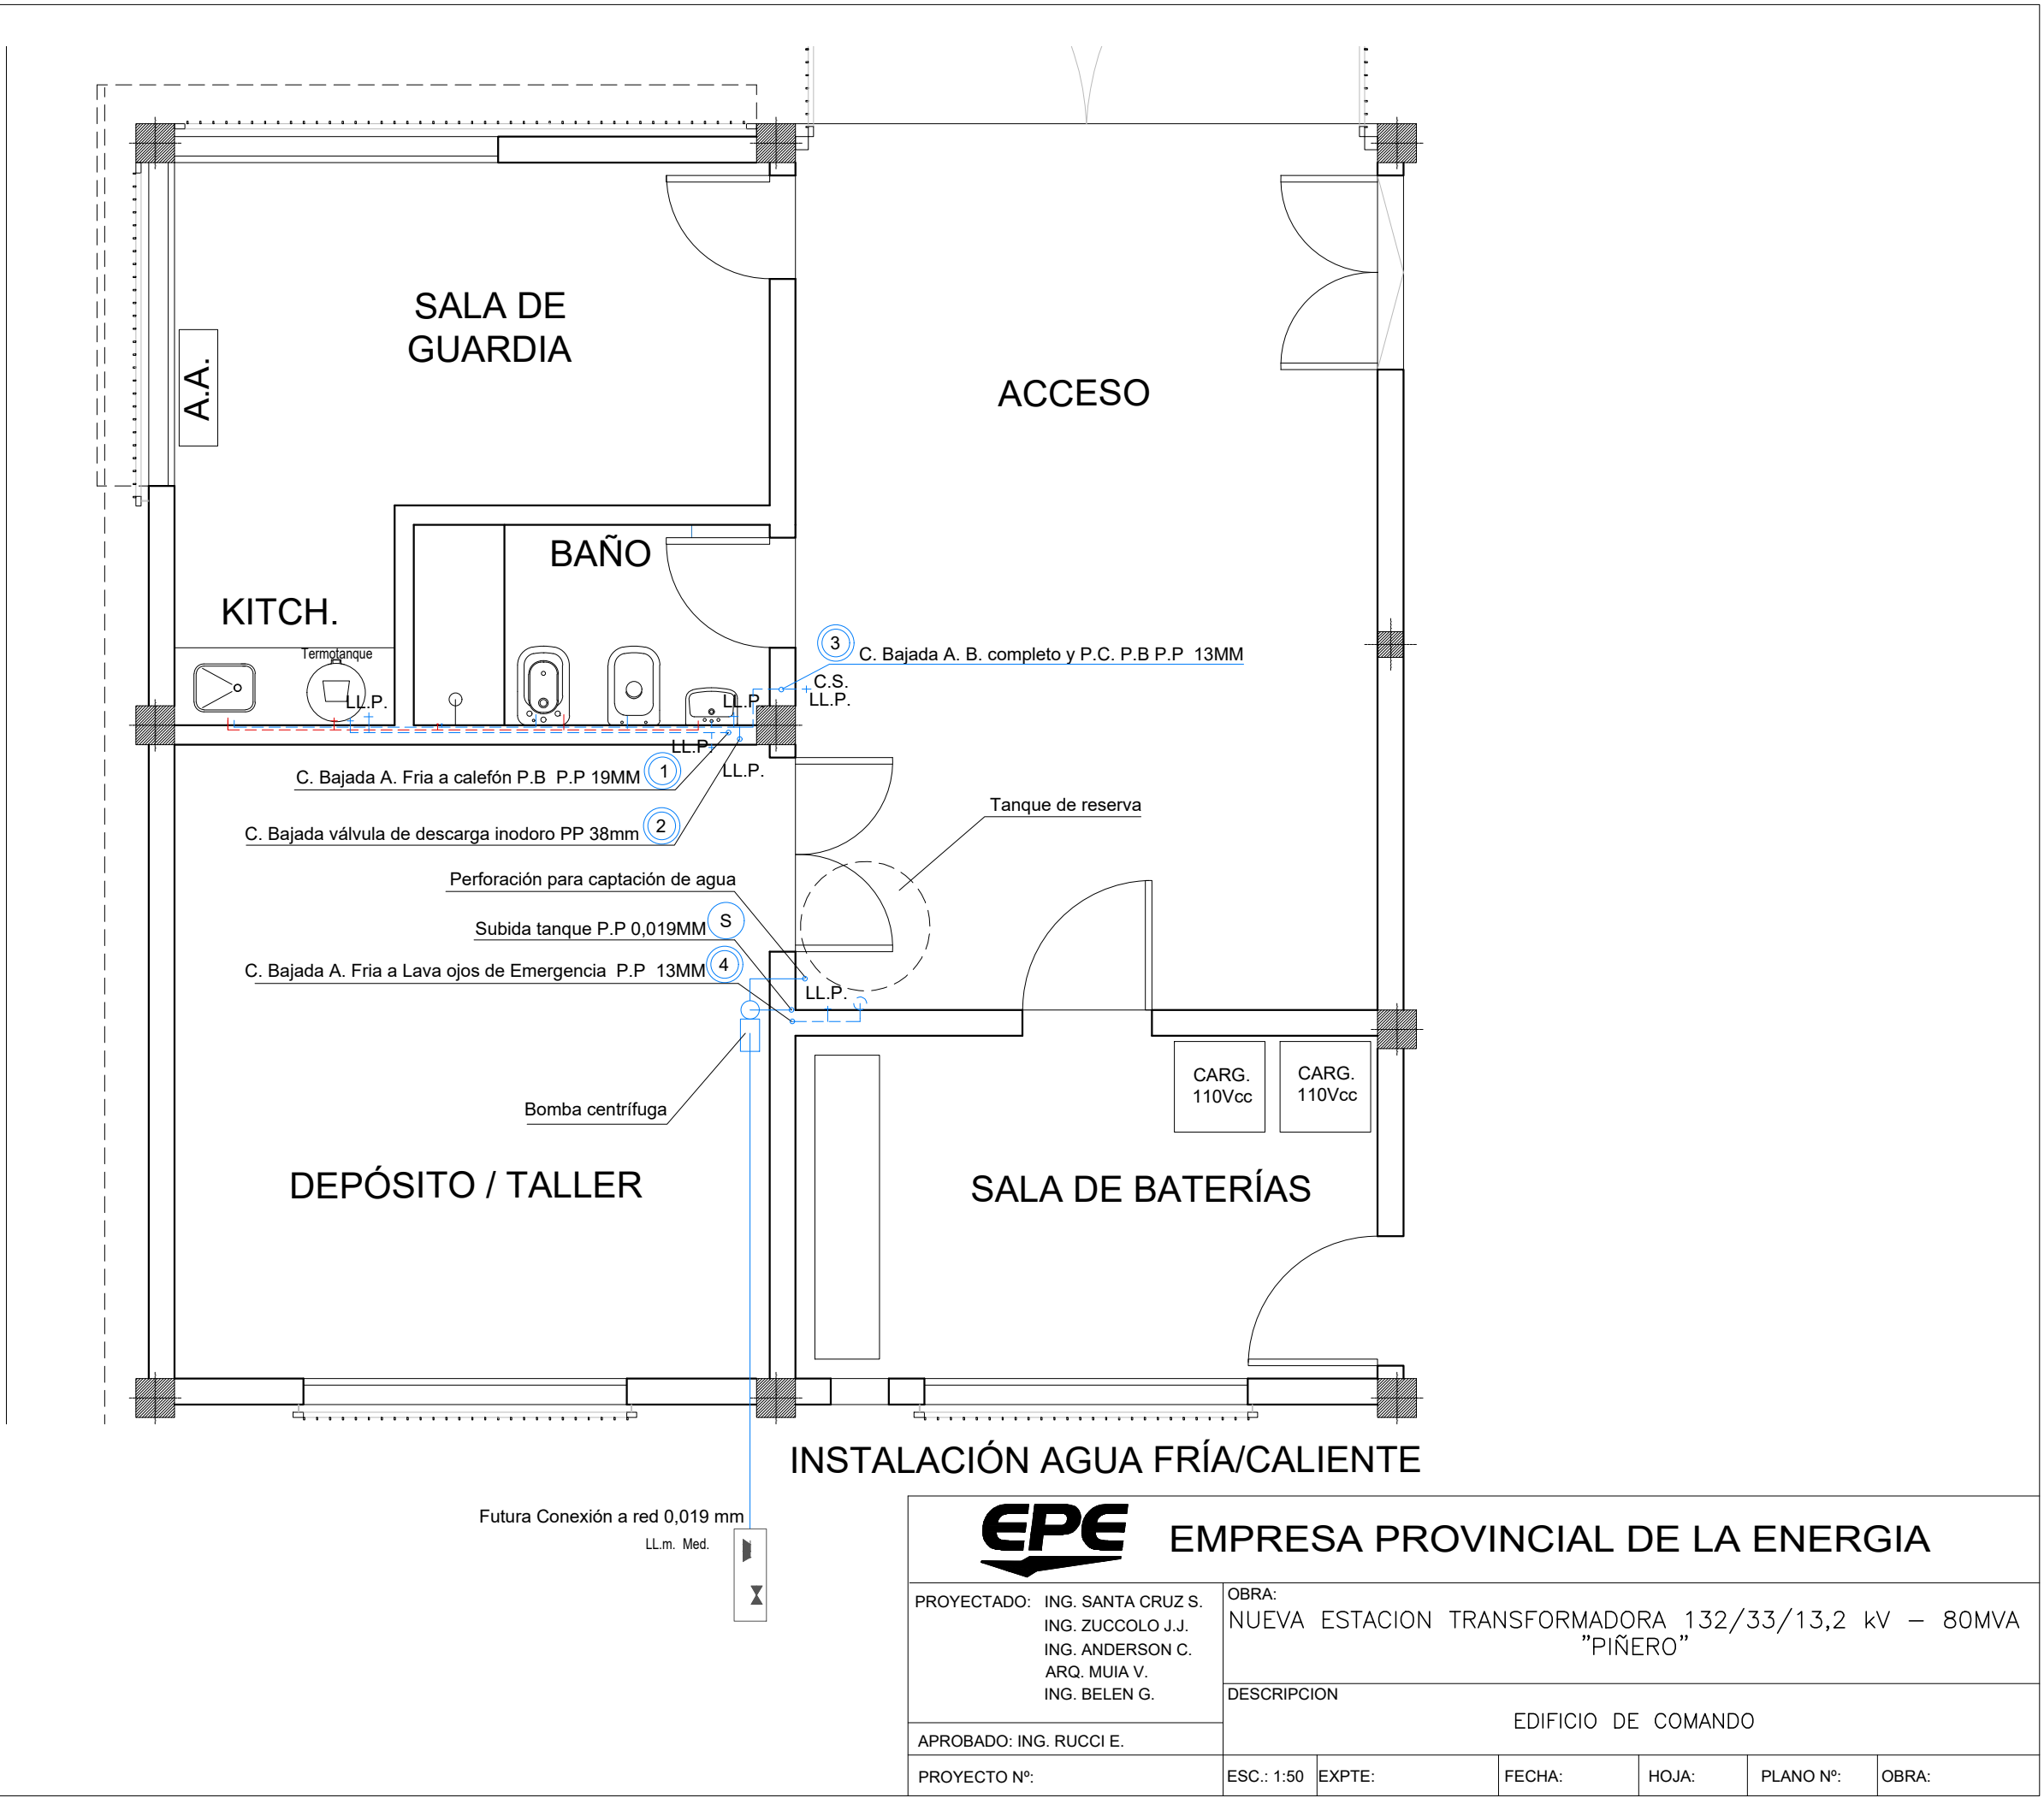 SALA DE
GUARDIA
A.A.
ACCESO
BAÑO
KITCH.
Termotanque
LL.P.
LL.P.
3
C. Bajada A. B. completo y P.C. P.B P.P 13MM
C.S.
LL.P.
LL.P.
LL.P.
C. Bajada A. Fria a calefón P.B P.P 19MM
1
C. Bajada válvula de descarga inodoro PP 38mm
2
Tanque de reserva
Perforación para captación de agua
Subida tanque P.P 0,019MM
S
C. Bajada A. Fria a Lava ojos de Emergencia P.P 13MM
4
LL.P.
Bomba centrífuga
CARG.
110Vcc
CARG.
110Vcc
DEPÓSITO / TALLER
SALA DE BATERÍAS
INSTALACIÓN AGUA FRÍA/CALIENTE
Futura Conexión a red 0,019 mm
LL.m. Med.
EPE
EMPRESA PROVINCIAL DE LA ENERGIA
PROYECTADO: ING. SANTA CRUZ S.
ING. ZUCCOLO J.J.
ING. ANDERSON C.
ARQ. MUIA V.
ING. BELEN G.
OBRA:
NUEVA ESTACION TRANSFORMADORA 132/33/13,2 kV - 80MVA
"PIÑERO"
DESCRIPCION
EDIFICIO DE COMANDO
APROBADO: ING. RUCCI E.
PROYECTO Nº:
ESC.: 1:50
EXPTE:
FECHA:
HOJA:
PLANO Nº:
OBRA: